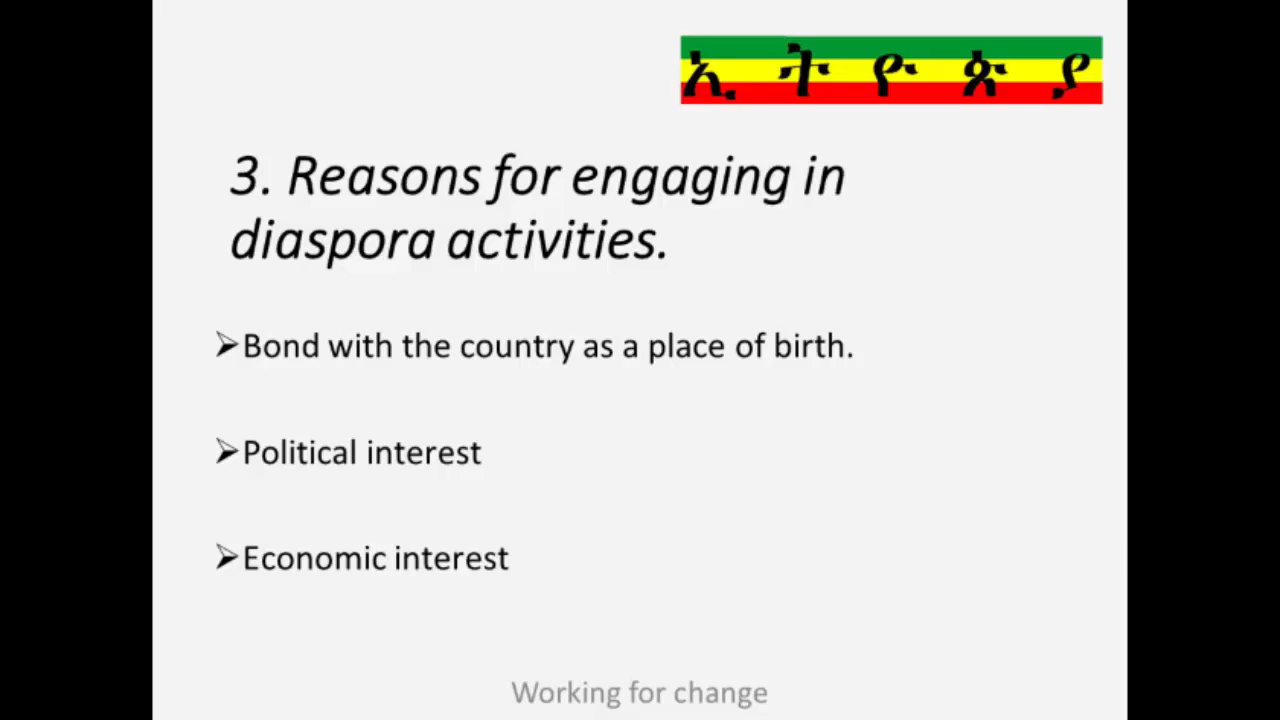 ኢትዮጵያ
3. Reasons for engaging in
diaspora activities.
➢Bond with the country as a place of birth.
➢Political interest
➢Economic interest
Working for change